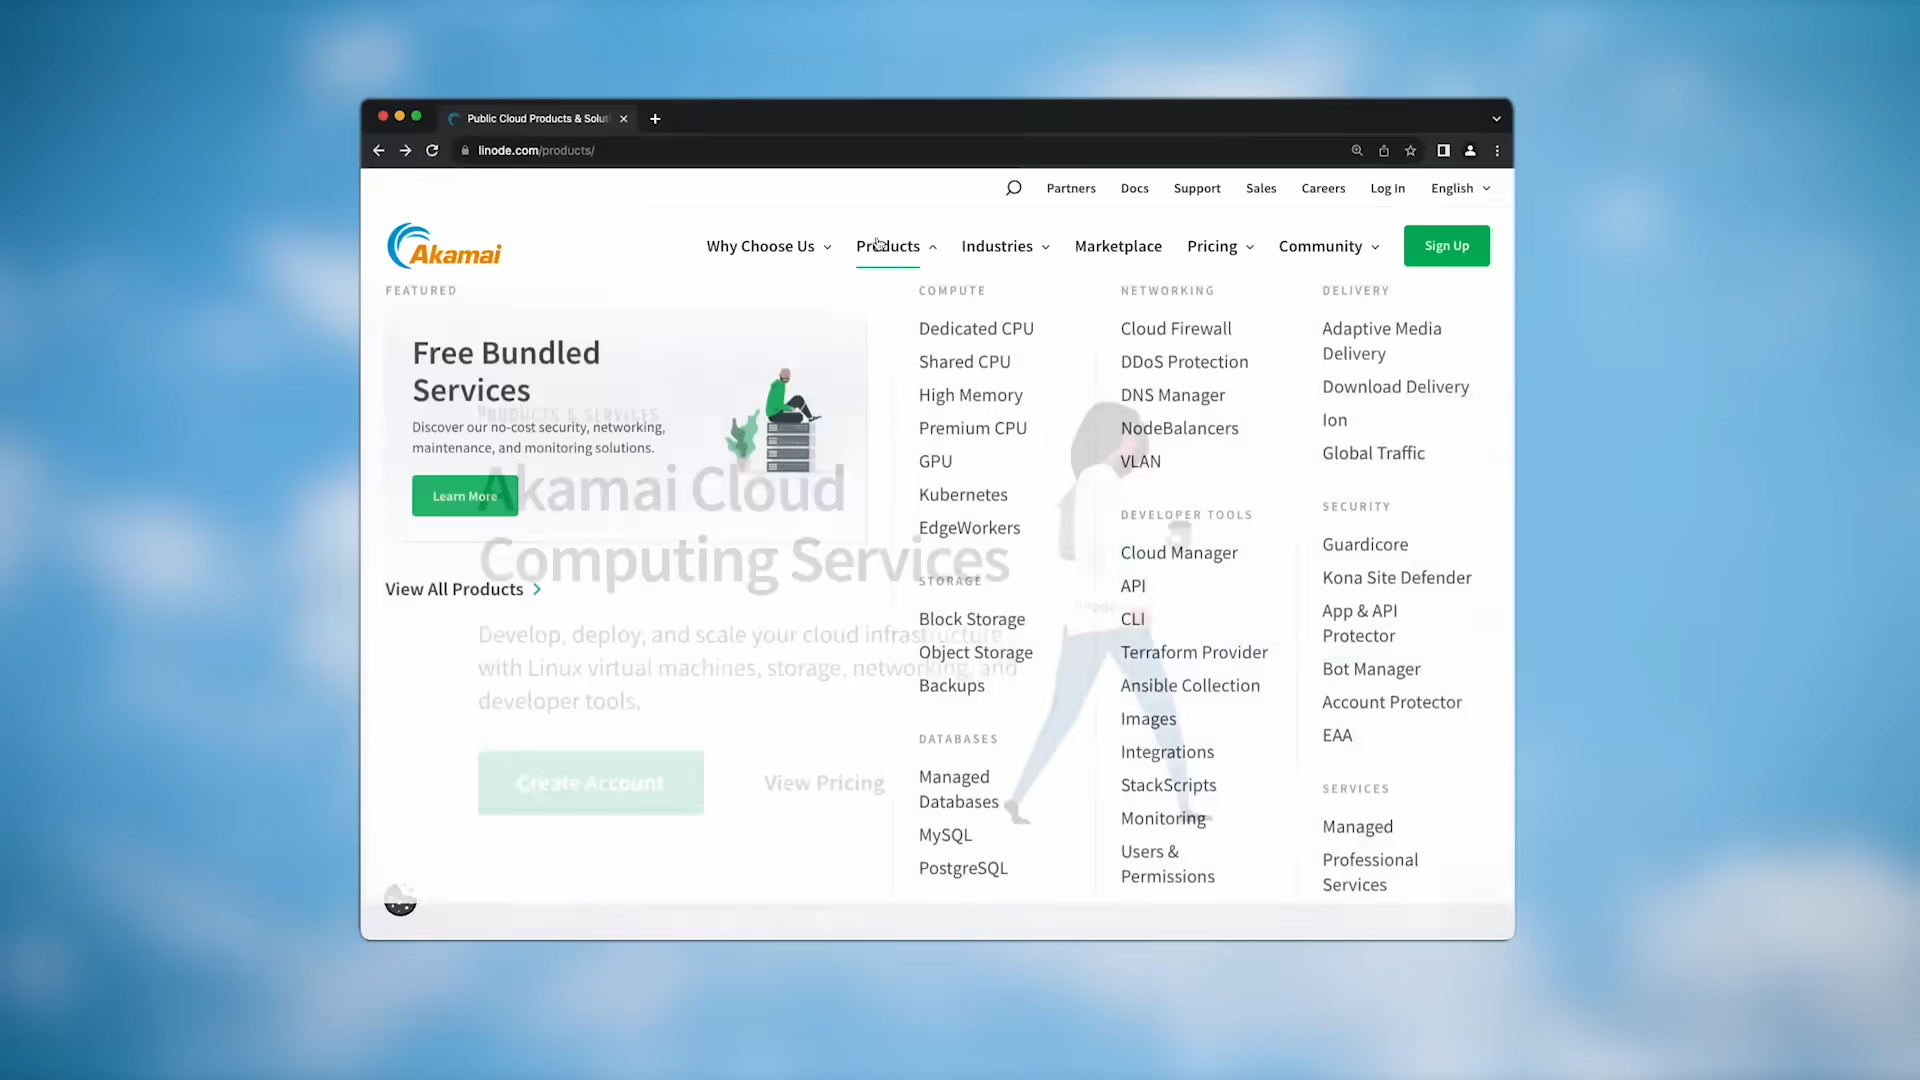 Public Cloud Products & Solut
linode.com/products/
Partners
Docs
Support
Sales
Careers
Log In
English
Akamai
Why Choose Us
Products
Industries
Marketplace
Pricing
Community
Sign Up
FEATURED
Free Bundled
Services
Discover our no-cost security, networking,
maintenance, and monitoring solutions.
Learn More
View All Products
PRODUCTS & SERVICES
Akamai Cloud
Computing Services
Develop, deploy, and scale your cloud infrastructure
with Linux virtual machines, storage, networking, and
developer tools.
Create Account
View Pricing
COMPUTE
Dedicated CPU
Shared CPU
High Memory
Premium CPU
GPU
Kubernetes
EdgeWorkers
STORAGE
Block Storage
Object Storage
Backups
DATABASES
Managed
Databases
MySQL
PostgreSQL
NETWORKING
Cloud Firewall
DDoS Protection
DNS Manager
NodeBalancers
VLAN
DEVELOPER TOOLS
Cloud Manager
API
CLI
Terraform Provider
Ansible Collection
Images
Integrations
StackScripts
Monitoring
Users &
Permissions
DELIVERY
Adaptive Media
Delivery
Download Delivery
Ion
Global Traffic
SECURITY
Guardicore
Kona Site Defender
App & API
Protector
Bot Manager
Account Protector
EAA
SERVICES
Managed
Professional
Services